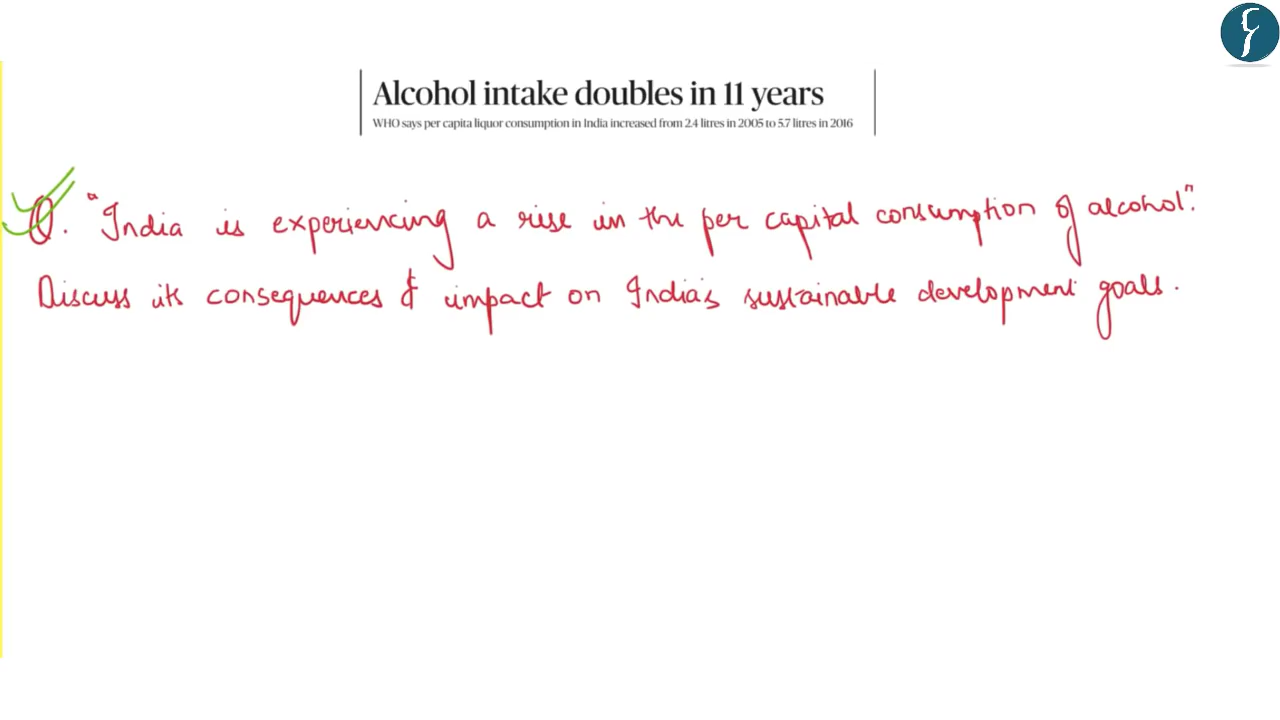 Alcohol intake doubles in 11 years
WHO says per capita liquor consumption in India increased from 2.4 litres in 2005 to 5.7 litres in 2016
Q. "India is experiencing a rise in the per capital consumption of alcohol".
Discuss its consequences & impact on India's sustainable development goals.